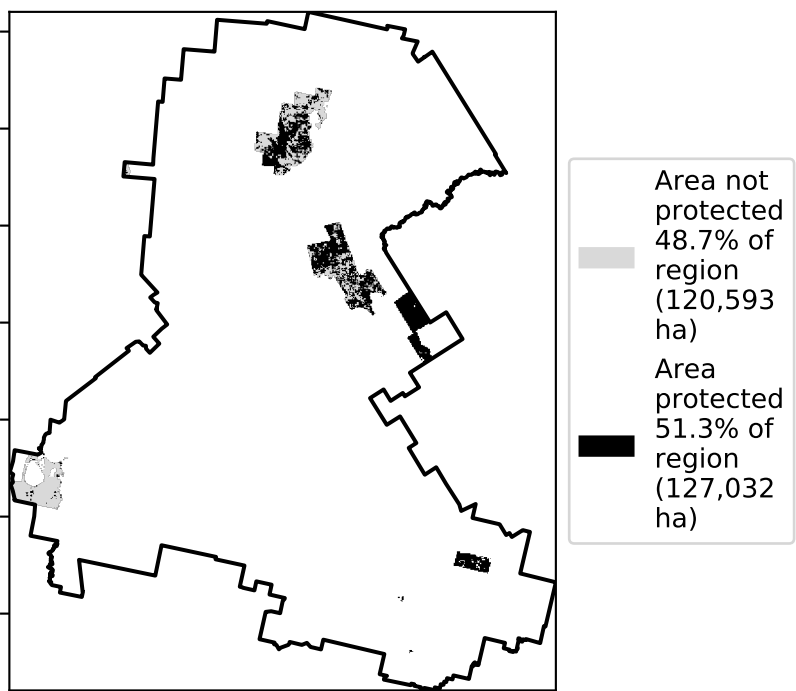 Area not
protected
48.7% of
region
(120,593
ha)
Area
protected
51.3% of
region
(127,032
ha)